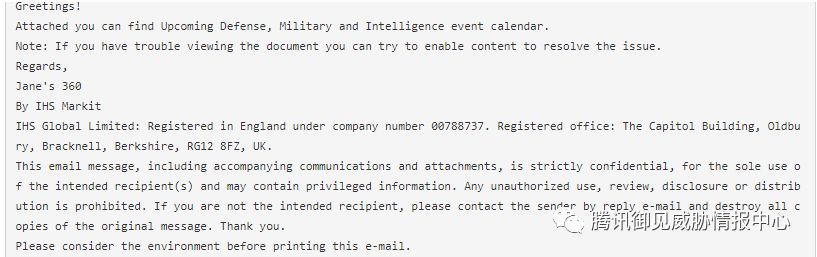 Greetings!
Attached you can find Upcoming Defense, Military and Intelligence event calendar.
Note: If you have trouble viewing the document you can try to enable content to resolve the issue.
Regards,
Jane's 360
By IHS Markit
IHS Global Limited: Registered in England under company number 00788737. Registered office: The Capitol Building, Oldbu
ry, Bracknell, Berkshire, RG12 8FZ, UK.
This email message, including accompanying communications and attachments, is strictly confidential, for the sole use o
f the intended recipient(s) and may contain privileged information. Any unauthorized use, review, disclosure or distrib
ution is prohibited. If you are not the intended recipient, please contact the sender by reply e-mail and destroy all c
opies of the original message. Thank you.
Please consider the environment before printing this e-mail.
腾讯御见威胁情报中心